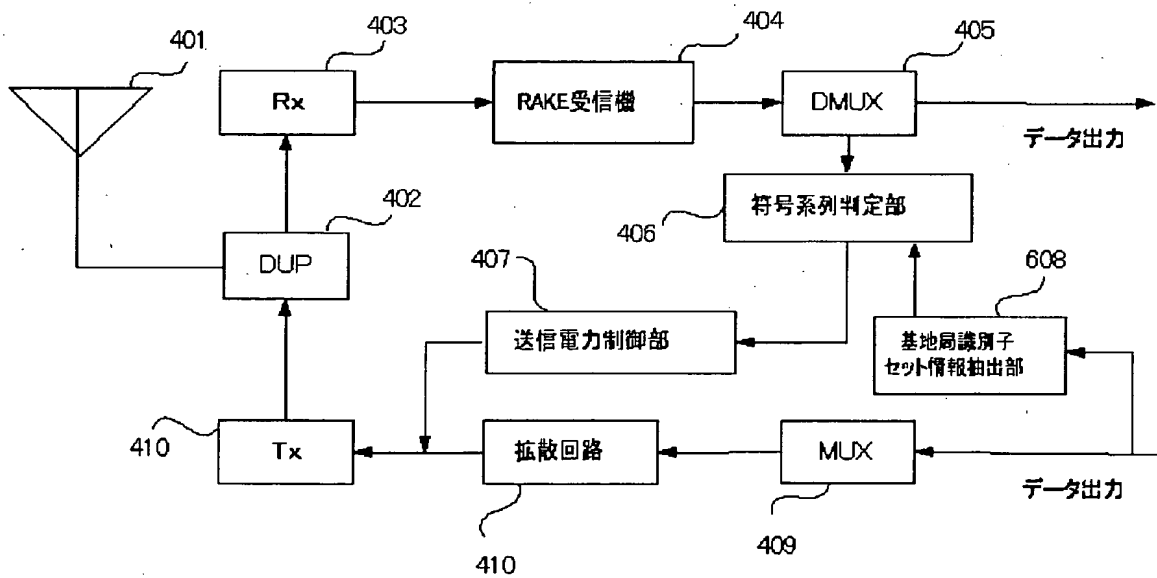 401
403
404
405
Rx
RAKE受信機
DMUX
データ出力
402
符号系列判定部
406
DUP
407
608
送信電力制御部
基地局識別子
セット情報抽出部
410
Tx
拡散回路
MUX
データ出力
410
409